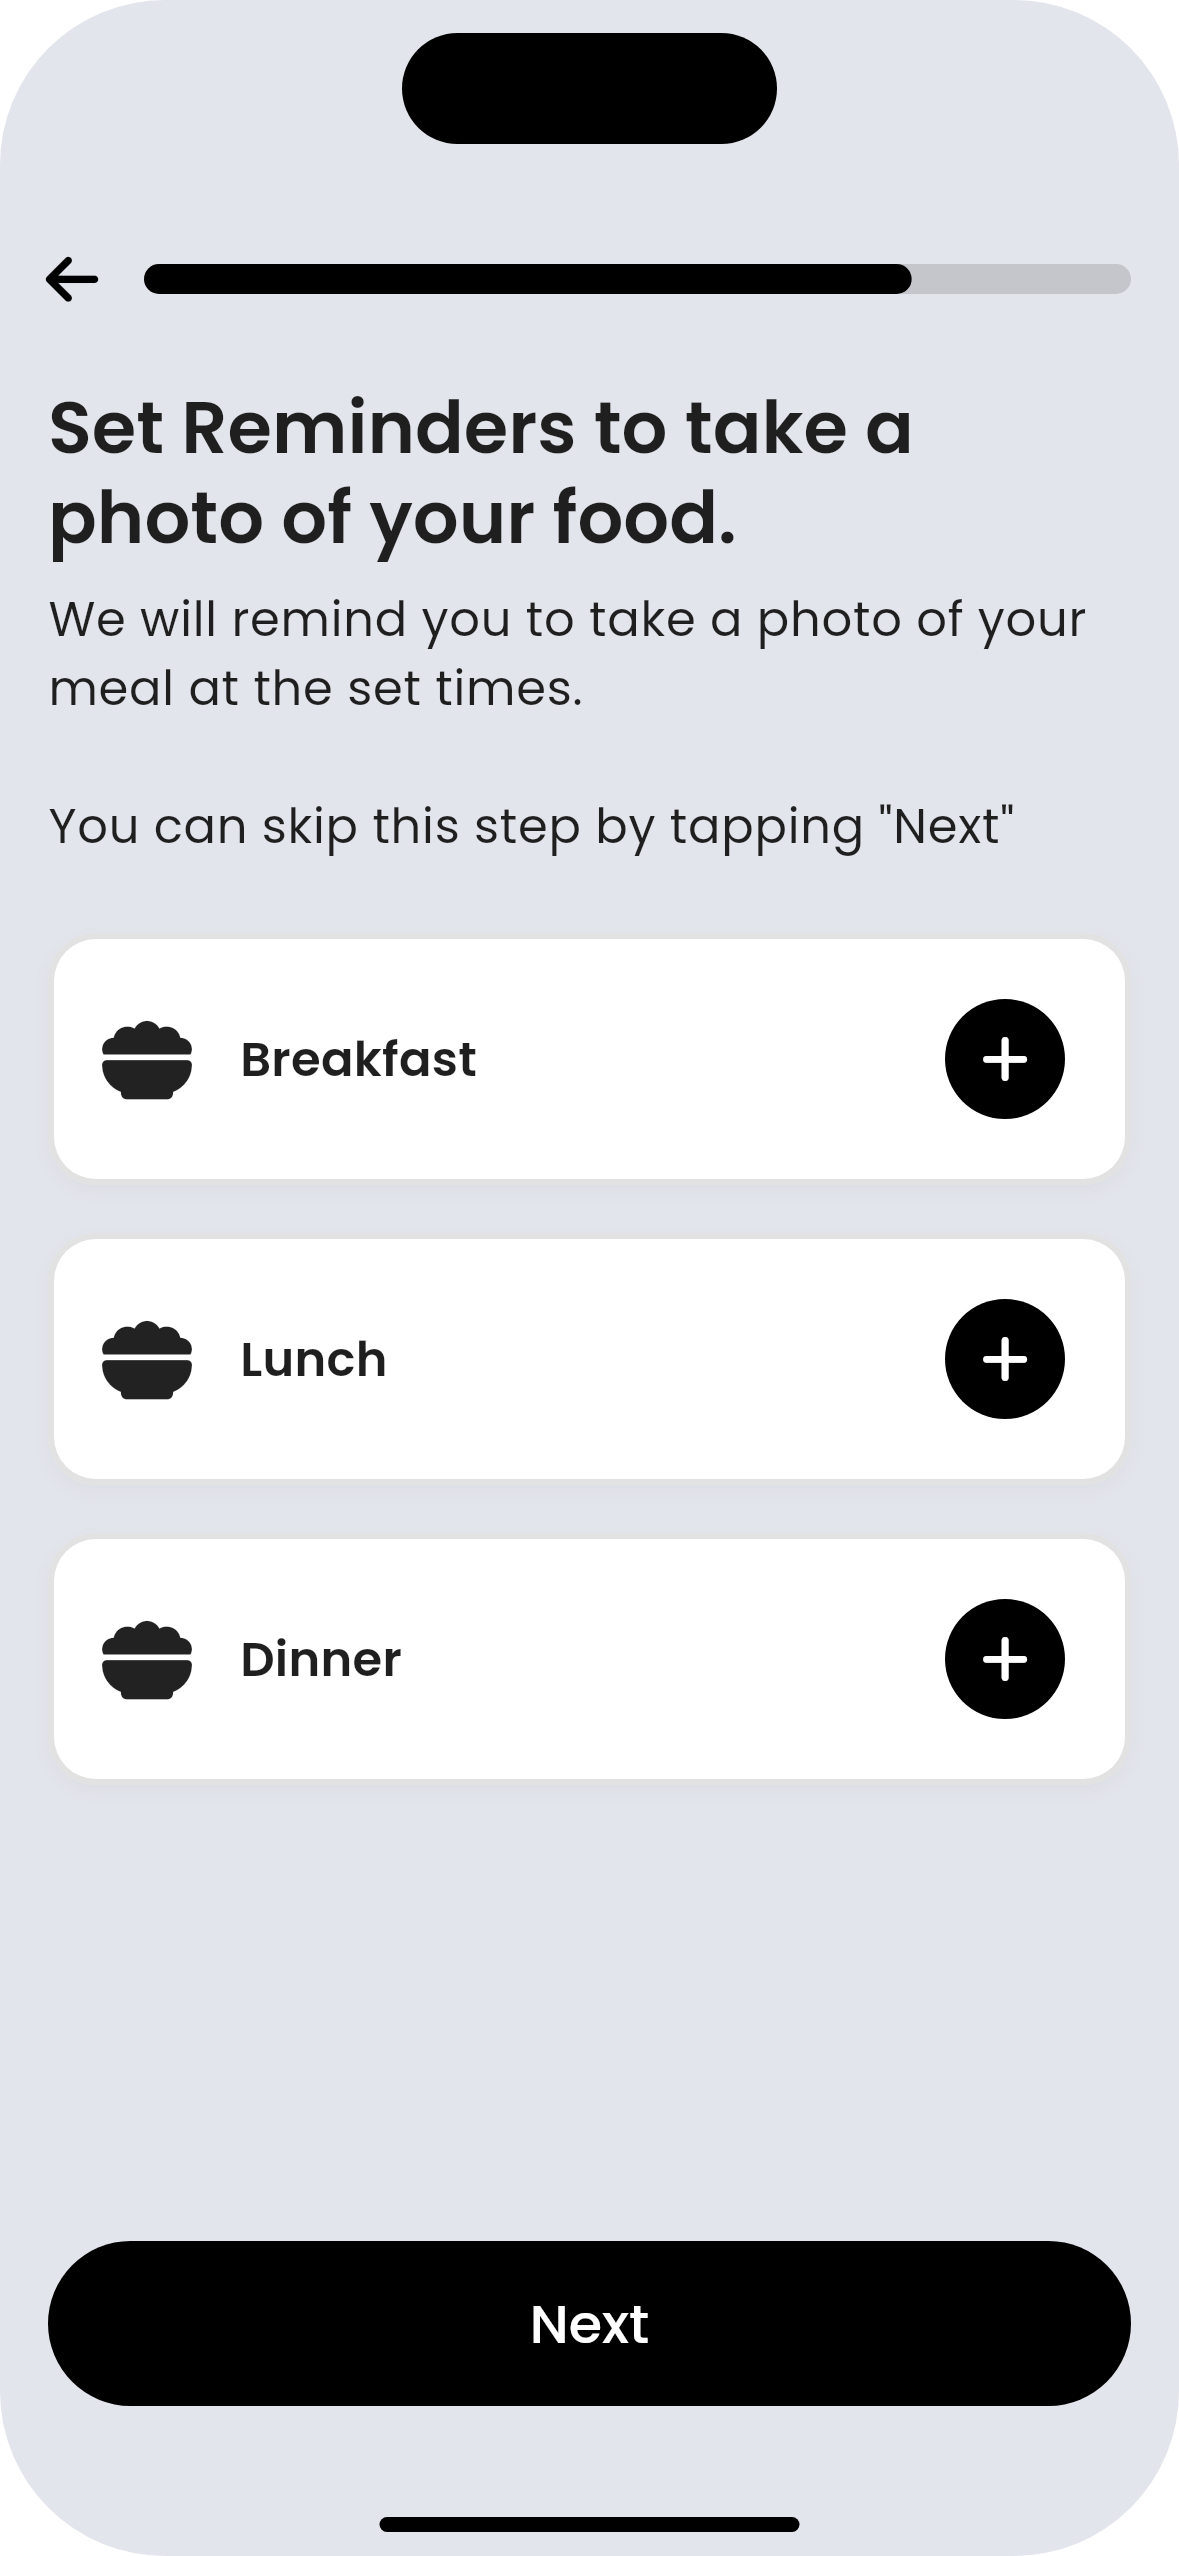 Set Reminders to take a
photo of your food.
We will remind you to take a photo of your
meal at the set times.
You can skip this step by tapping "Next"
Breakfast
Lunch
Dinner
Next